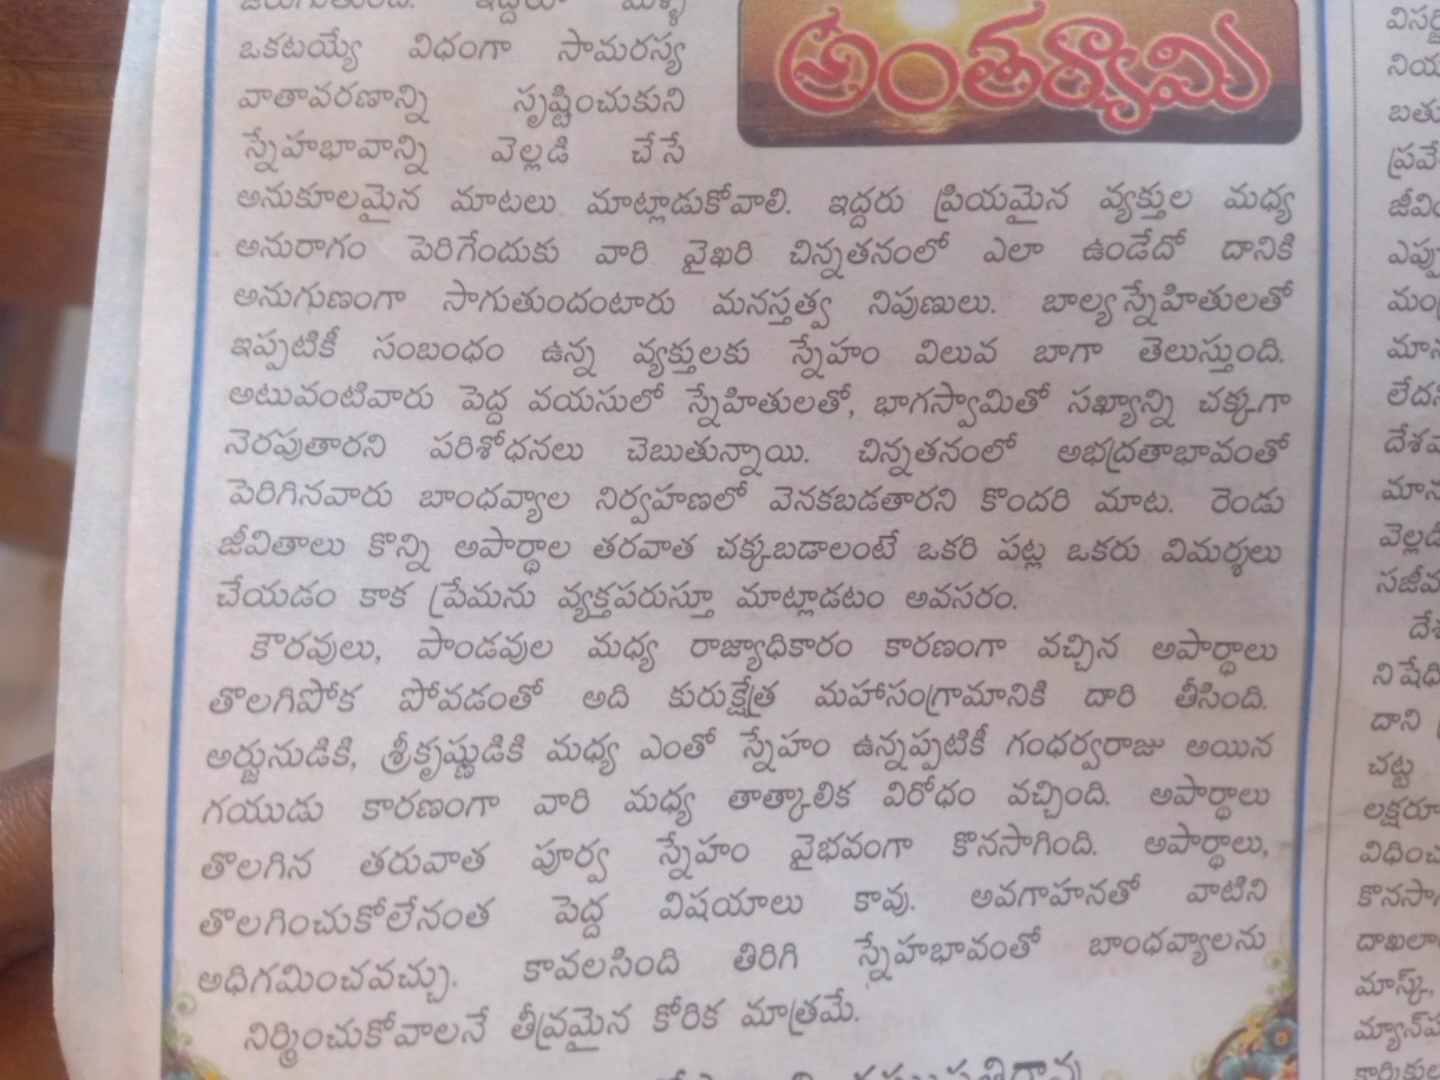 అంతర్యామి
ఒకటయ్యే విధంగా సామరస్య
వాతావరణాన్ని సృష్టించుకుని
స్నేహభావాన్ని వెల్లడి చేసే
అనుకూలమైన మాటలు మాట్లాడుకోవాలి. ఇద్దరు ప్రియమైన వ్యక్తుల మధ్య
అనురాగం పెరిగేందుకు వారి వైఖరి చిన్నతనంలో ఎలా ఉండేదో దానికి
అనుగుణంగా సాగుతుందంటారు మనస్తత్వ నిపుణులు. బాల్య స్నేహితులతో
ఇప్పటికీ సంబంధం ఉన్న వ్యక్తులకు స్నేహం విలువ బాగా తెలుస్తుంది.
అటువంటివారు పెద్ద వయసులో స్నేహితులతో, భాగస్వామితో సఖ్యాన్ని చక్కగా
నెరపుతారని పరిశోధనలు చెబుతున్నాయి. చిన్నతనంలో అభద్రతాభావంతో
పెరిగినవారు బాంధవ్యాల నిర్వహణలో వెనకబడతారని కొందరి మాట. రెండు
జీవితాలు కొన్ని అపార్థాల తరవాత చక్కబడాలంటే ఒకరి పట్ల ఒకరు విమర్శలు
చేయడం కాక ప్రేమను వ్యక్తపరుస్తూ మాట్లాడటం అవసరం.
కౌరవులు, పాండవుల మధ్య రాజ్యాధికారం కారణంగా వచ్చిన అపార్థాలు
తొలగిపోక పోవడంతో అది కురుక్షేత్ర మహాసంగ్రామానికి దారి తీసింది.
అర్జునుడికి, శ్రీకృష్ణుడికి మధ్య ఎంతో స్నేహం ఉన్నప్పటికీ గంధర్వరాజు అయిన
గయుడు కారణంగా వారి మధ్య తాత్కాలిక విరోధం వచ్చింది. అపార్థాలు
తొలగిన తరువాత పూర్వ స్నేహం వైభవంగా కొనసాగింది. అపార్థాలు,
తొలగించుకోలేనంత పెద్ద విషయాలు కావు. అవగాహనతో వాటిని
అధిగమించవచ్చు. కావలసింది తిరిగి స్నేహభావంతో బాంధవ్యాలను
నిర్మించుకోవాలనే తీవ్రమైన కోరిక మాత్రమే.